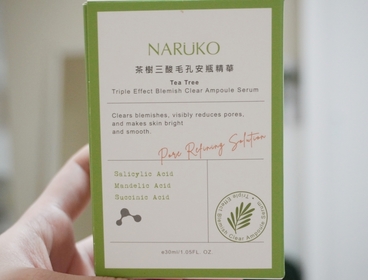 NARUKO
茶樹三酸毛孔安瓶精華
Tea Tree
Triple Effect Blemish Clear Ampoule Serum
Clears blemishes, visibly reduces pores,
and makes skin bright
and smooth.
Pore Refining Solution
Salicylic Acid
Mandelic Acid
Succinic Acid
e30ml/1.02FL. OZ.